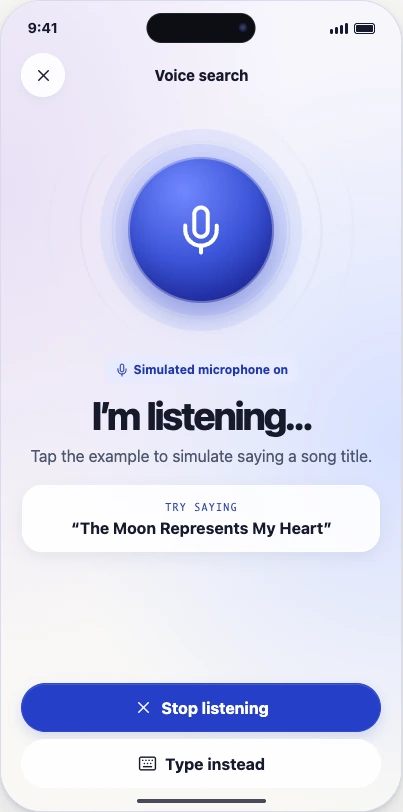 9:41
Voice search
Simulated microphone on
I’m listening...
Tap the example to simulate saying a song title.
TRY SAYING
“The Moon Represents My Heart”
Stop listening
Type instead